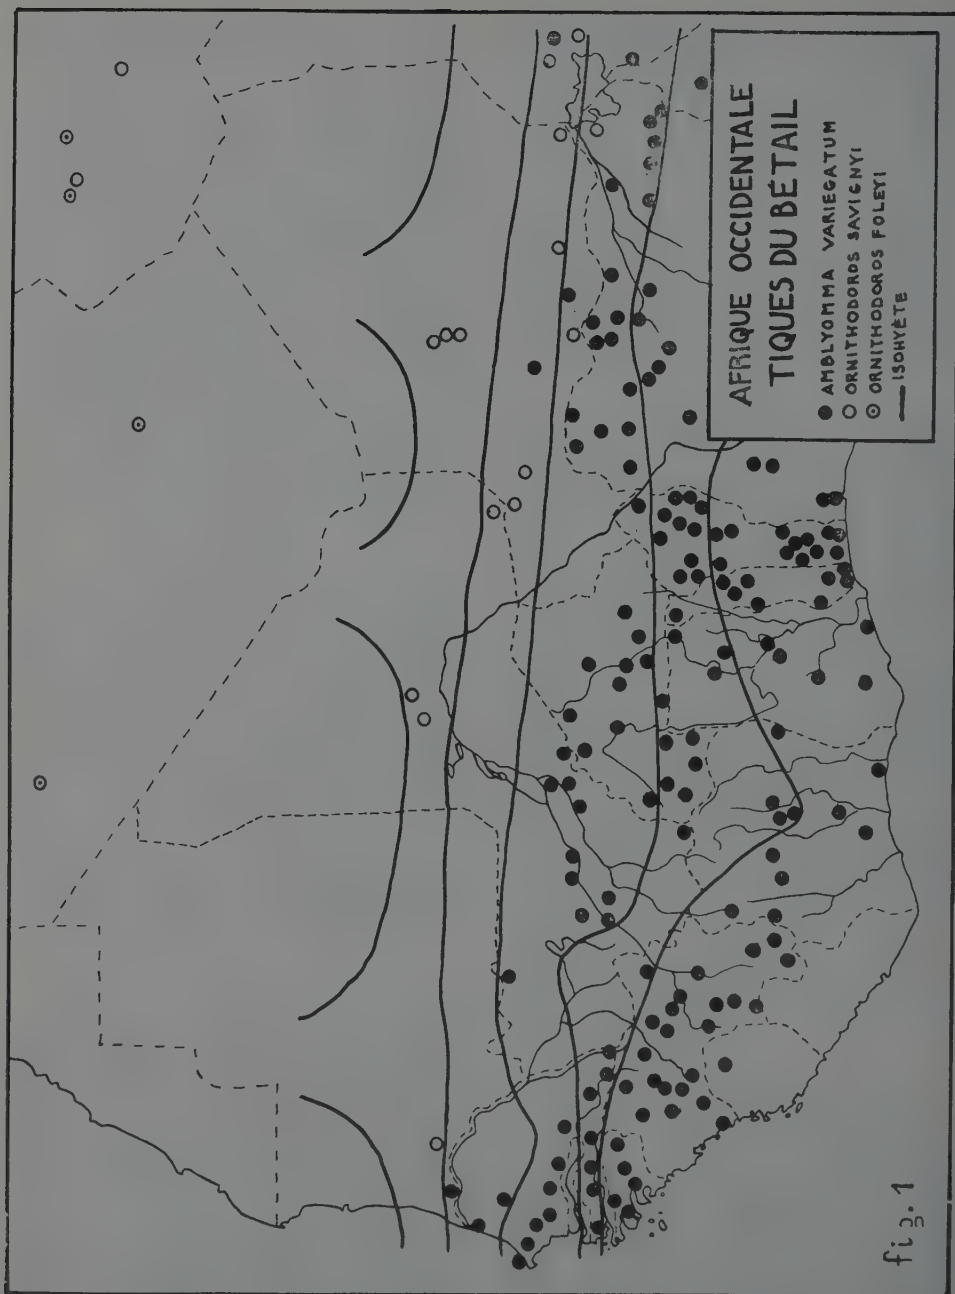 AFRIQUE OCCIDENTALE
TIQUES DU BÉTAIL
AMBLYOMMA VARIEGATUM
ORNITHODOROS SAVIGNYI
ORNITHODOROS FOLEYI
ISOHYÈTE
fig. 1